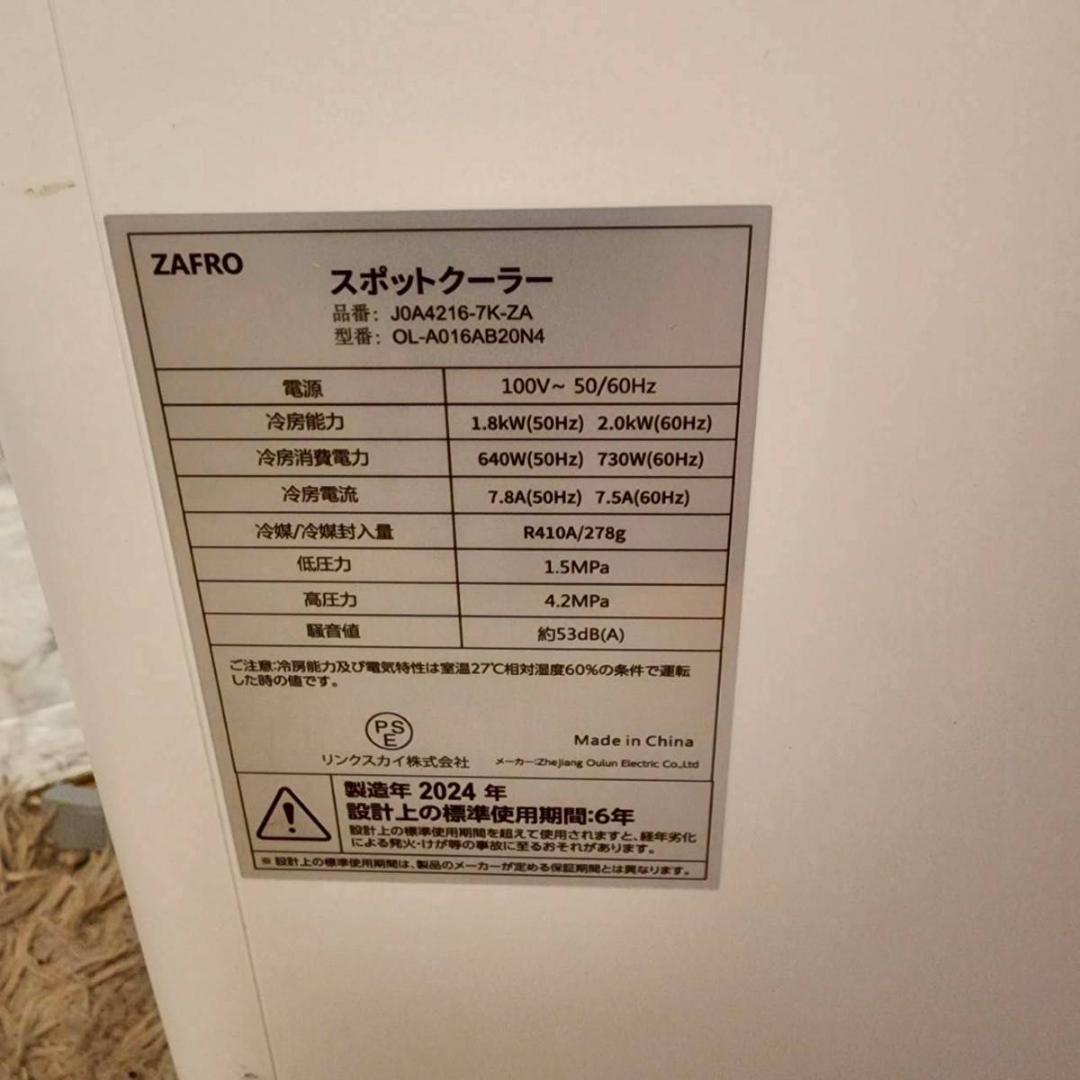 ZAFRO
スポットクーラー
品番: J0A4216-7K-ZA
型番: OL-A016AB20N4
電源 100V~ 50/60Hz
冷房能力 1.8kW(50Hz) 2.0kW(60Hz)
冷房消費電力 640W(50Hz) 730W(60Hz)
冷房電流 7.8A(50Hz) 7.5A(60Hz)
冷媒/冷媒封入量 R410A/278g
低圧力 1.5MPa
高圧力 4.2MPa
騒音値 約53dB(A)
ご注意:冷房能力及び電気特性は室温27℃相対湿度60%の条件で運転
した時の値です。
PSE
Made in China
リンクスカイ株式会社 メーカー:Zhejiang Oulun Electric Co.,Ltd
製造年 2024 年
設計上の標準使用期間:6年
設計上の標準使用期間を超えて使用されますと、経年劣化
による発火・けが等の事故に至るおそれがあります。
※ 設計上の標準使用期間は、製品のメーカーが定める保証期間とは異なります。